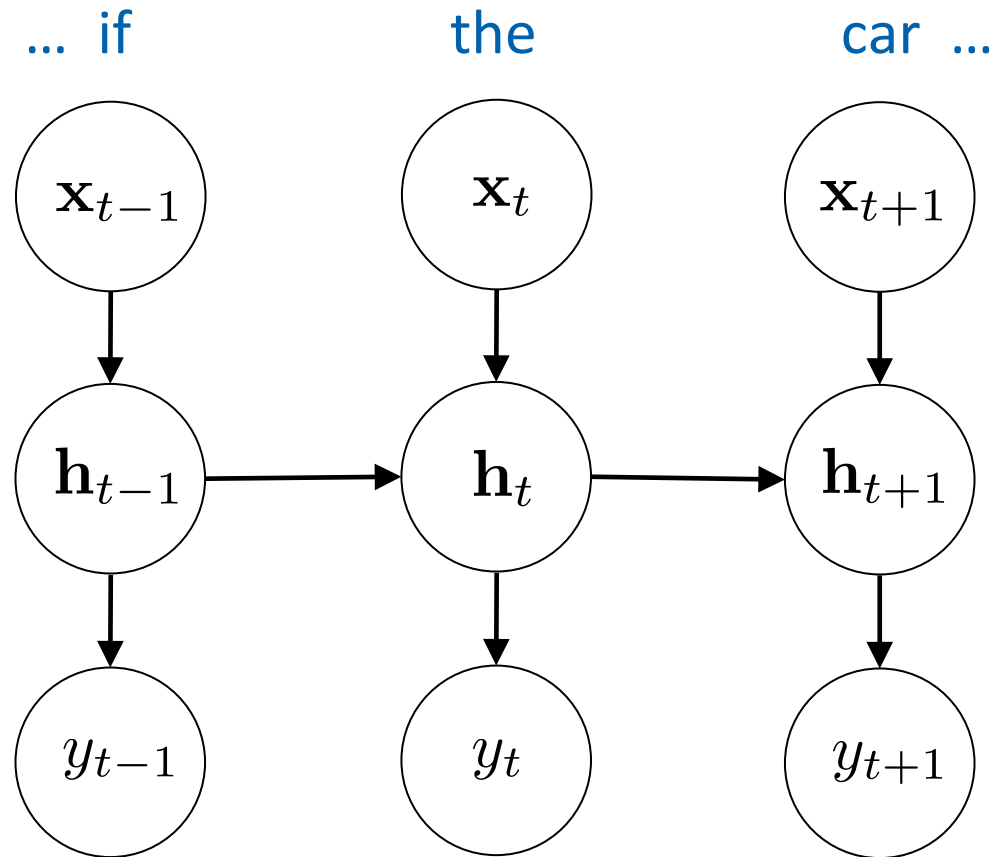 ... if the car ...
x_{t−1} x_t x_{t+1}
h_{t−1} h_t h_{t+1}
y_{t−1} y_t y_{t+1}